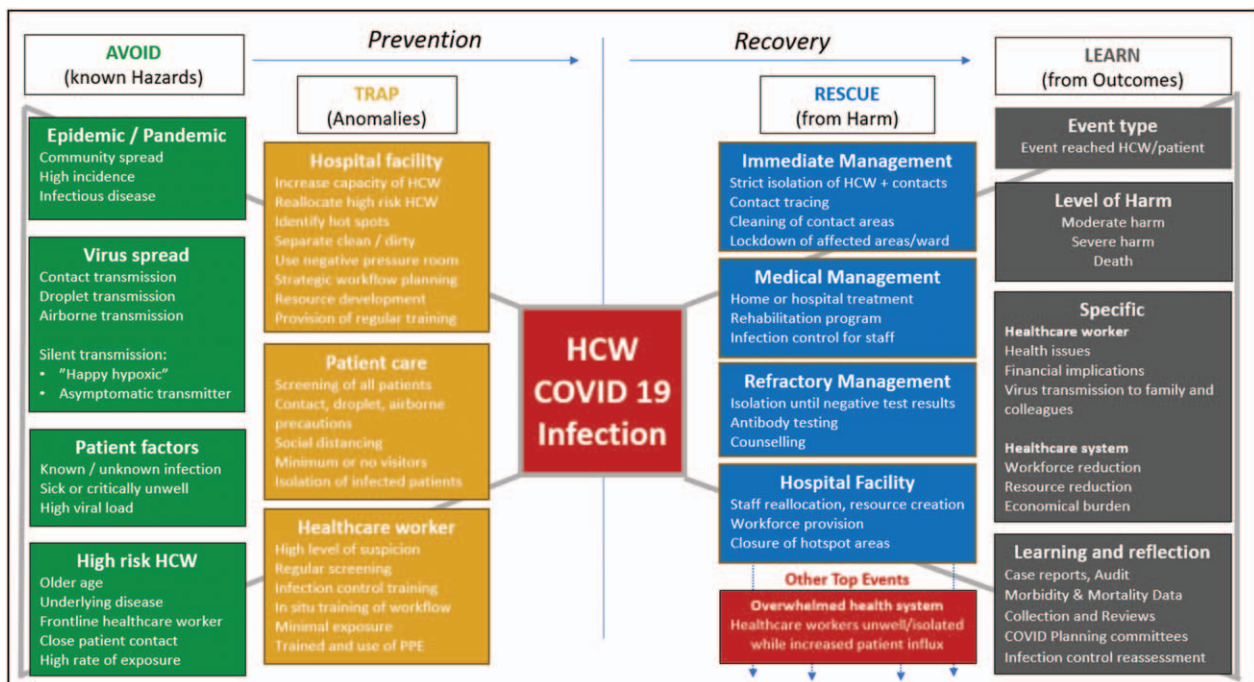 Prevention
Recovery
AVOID
(known Hazards)
Epidemic / Pandemic
Community spread
High incidence
Infectious disease
Virus spread
Contact transmission
Droplet transmission
Airborne transmission
Silent transmission:
• "Happy hypoxic"
• Asymptomatic transmitter
Patient factors
Known / unknown infection
Sick or critically unwell
High viral load
High risk HCW
Older age
Underlying disease
Frontline healthcare worker
Close patient contact
High rate of exposure
TRAP
(Anomalies)
Hospital facility
Increase capacity of HCW
Reallocate high risk HCW
Identify hot spots
Separate clean / dirty
Use negative pressure room
Strategic workflow planning
Resource development
Provision of regular training
Patient care
Screening of all patients
Contact, droplet, airborne
precautions
Social distancing
Minimum or no visitors
Isolation of infected patients
Healthcare worker
High level of suspicion
Regular screening
Infection control training
In situ training of workflow
Minimal exposure
Trained and use of PPE
HCW
COVID 19
Infection
RESCUE
(from Harm)
Immediate Management
Strict isolation of HCW + contacts
Contact tracing
Cleaning of contact areas
Lockdown of affected areas/ward
Medical Management
Home or hospital treatment
Rehabilitation program
Infection control for staff
Refractory Management
Isolation until negative test results
Antibody testing
Counselling
Hospital Facility
Staff reallocation, resource creation
Workforce provision
Closure of hotspot areas
Other Top Events
Overwhelmed health system
Healthcare workers unwell/isolated
while increased patient influx
LEARN
(from Outcomes)
Event type
Event reached HCW/patient
Level of Harm
Moderate harm
Severe harm
Death
Specific
Healthcare worker
Health issues
Financial implications
Virus transmission to family and
colleagues
Healthcare system
Workforce reduction
Resource reduction
Economical burden
Learning and reflection
Case reports, Audit
Morbidity & Mortality Data
Collection and Reviews
COVID Planning committees
Infection control reassessment